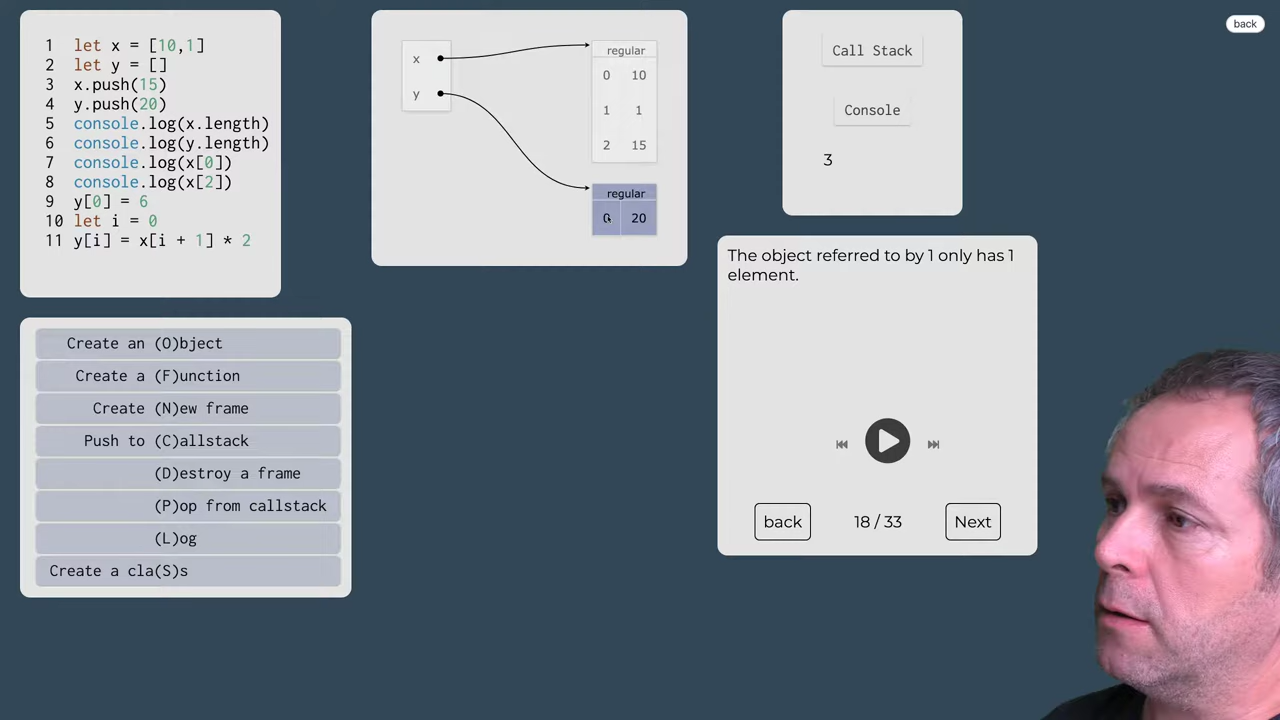 back
1 let x = [10,1]
2 let y = []
3 x.push(15)
4 y.push(20)
5 console.log(x.length)
6 console.log(y.length)
7 console.log(x[0])
8 console.log(x[2])
9 y[0] = 6
10 let i = 0
11 y[i] = x[i + 1] * 2
x
y
regular
0 10
1 1
2 15
regular
0 20
Call Stack
Console
3
The object referred to by 1 only has 1
element.
back
18 / 33
Next
Create an (O)bject
Create a (F)unction
Create (N)ew frame
Push to (C)allstack
(D)estroy a frame
(P)op from callstack
(L)og
Create a cla(S)s